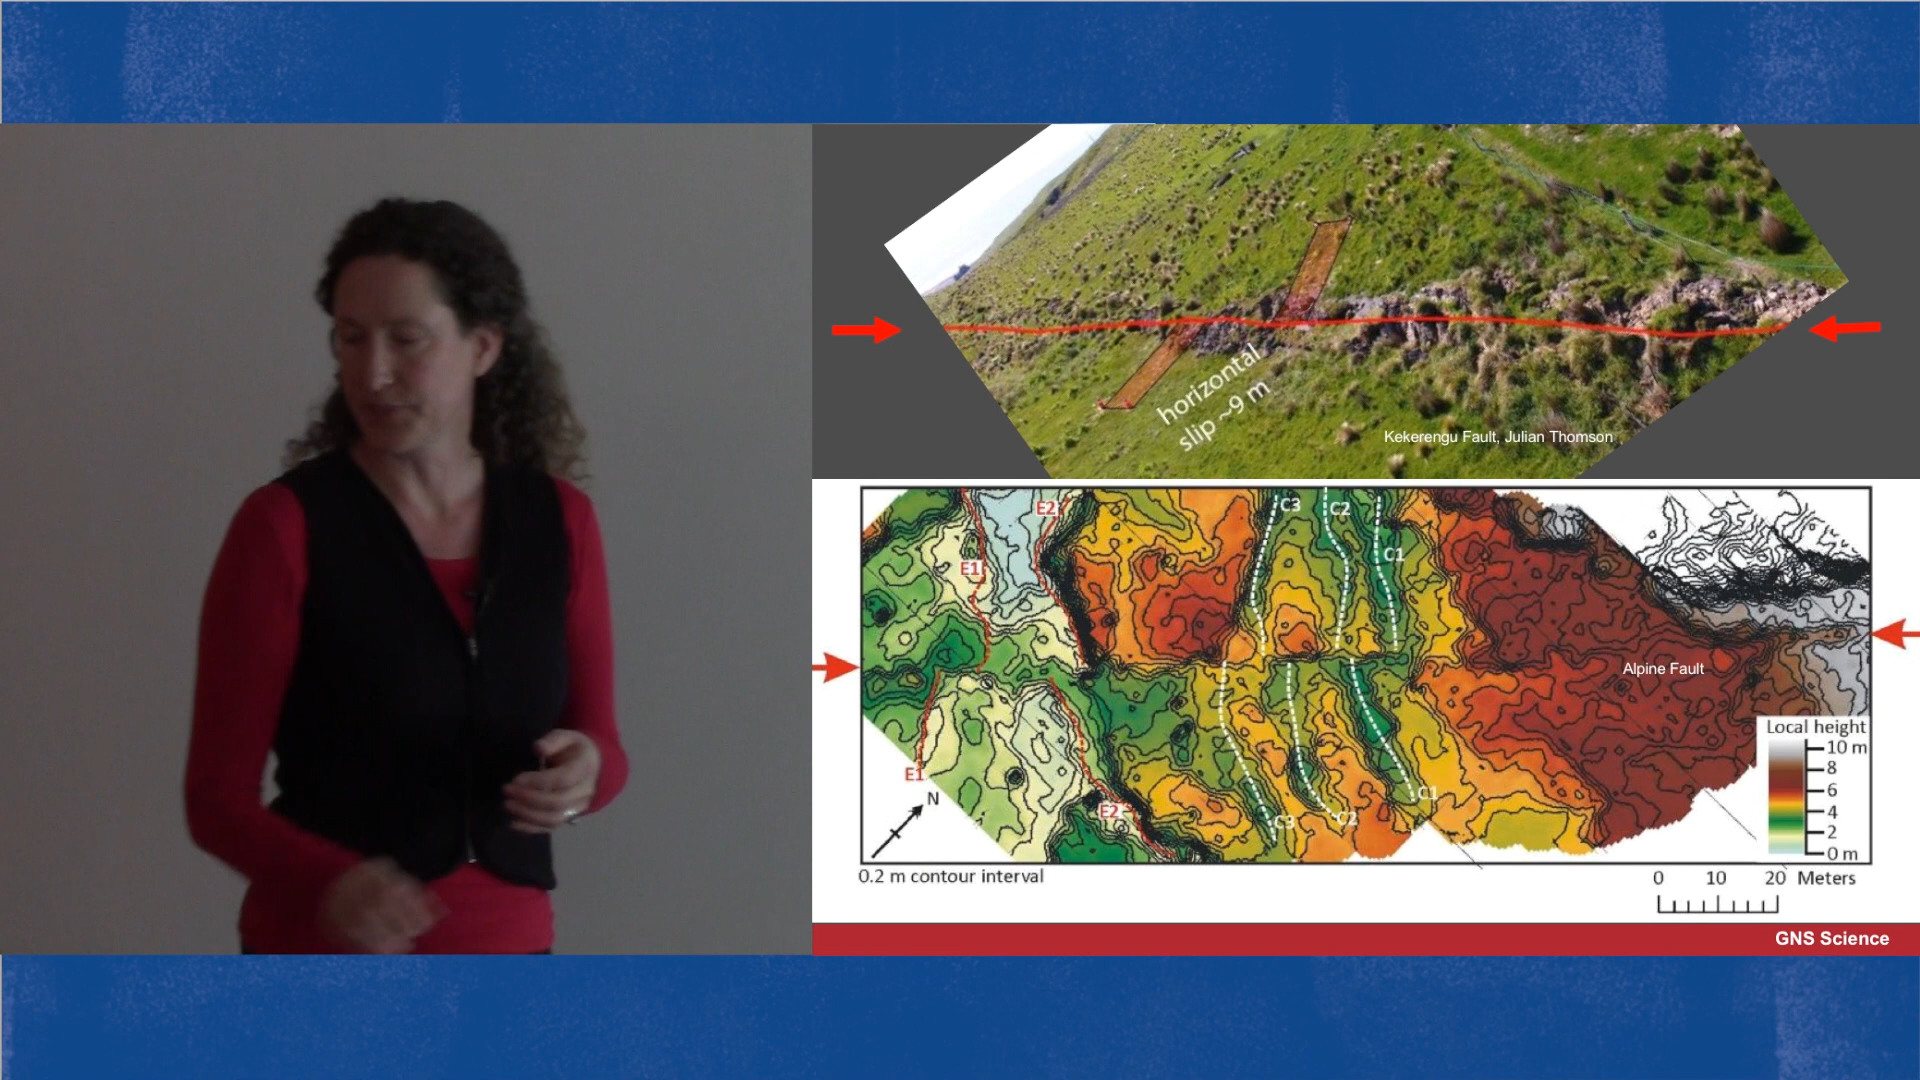 horizontal
slip ~9 m
Kekerengu Fault, Julian Thomson
E2
C3
C2
C1
E1
Alpine Fault
Local height
10 m
8
6
4
2
0 m
E1
N
E2
C3
C2
C1
0.2 m contour interval
0 10 20 Meters
GNS Science